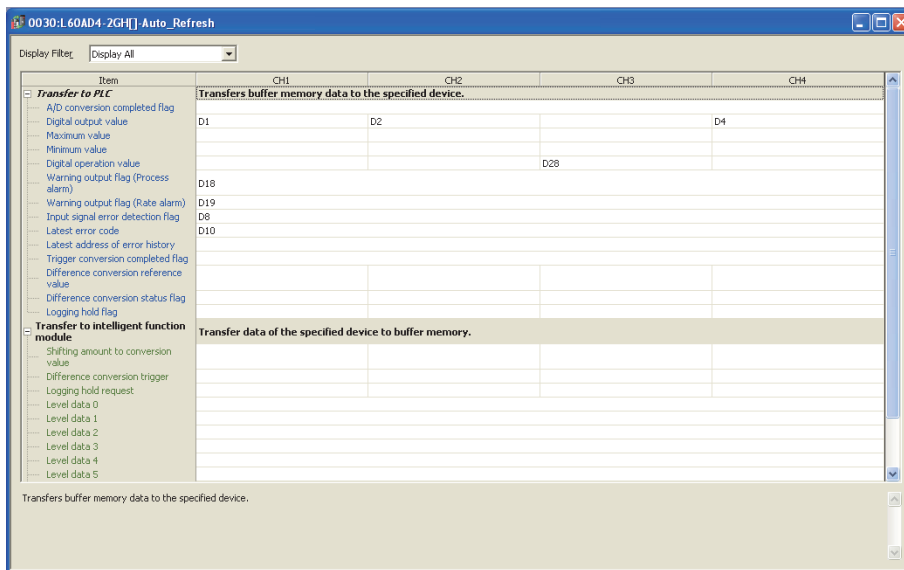 0030:L60AD4-2GH[]-Auto_Refresh
Display Filter Display All
Item CH1 CH2 CH3 CH4
Transfer to PLC Transfers buffer memory data to the specified device.
A/D conversion completed flag
Digital output value D1 D2 D4
Maximum value
Minimum value
Digital operation value D28
Warning output flag (Process
alarm) D18
Warning output flag (Rate alarm) D19
Input signal error detection flag D8
Latest error code D10
Latest address of error history
Trigger conversion completed flag
Difference conversion reference
value
Difference conversion status flag
Logging hold flag
Transfer to intelligent function
module Transfer data of the specified device to buffer memory.
Shifting amount to conversion
value
Difference conversion trigger
Logging hold request
Level data 0
Level data 1
Level data 2
Level data 3
Level data 4
Level data 5
Transfers buffer memory data to the specified device.